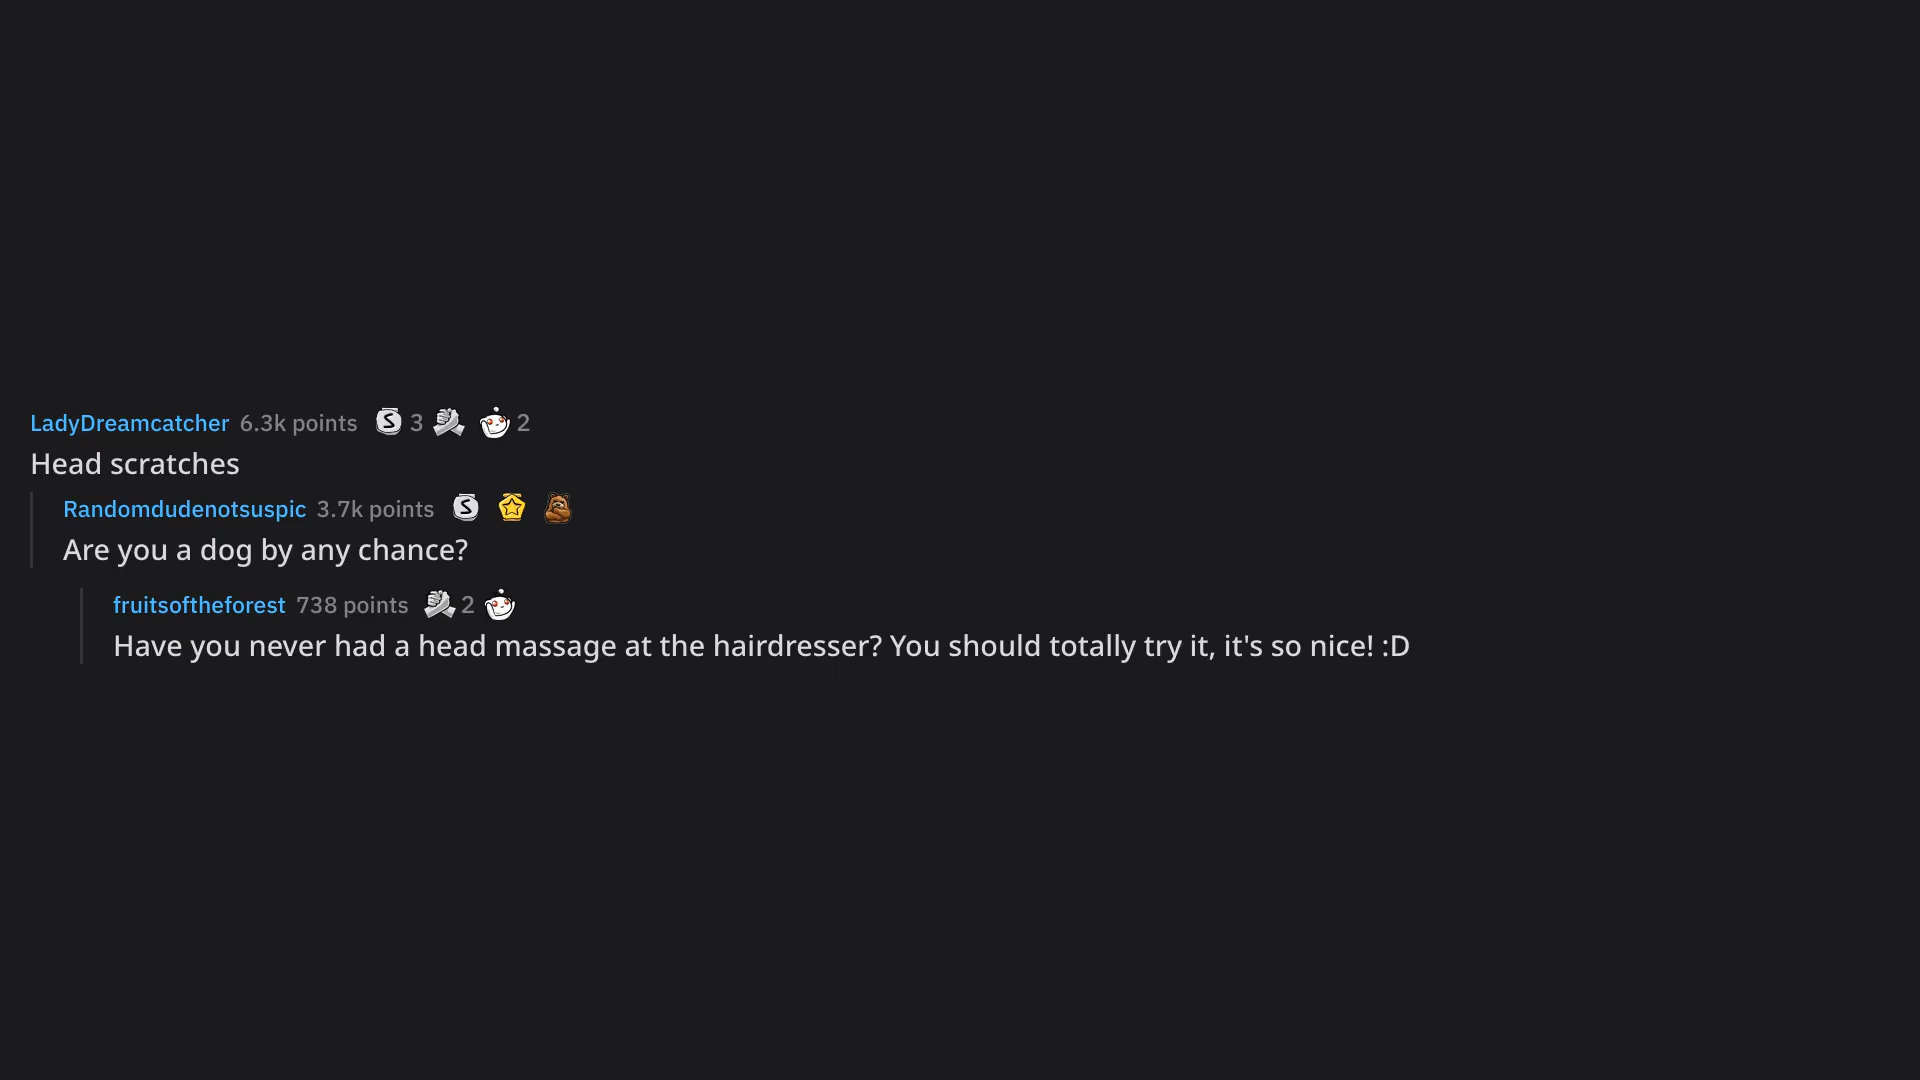 LadyDreamcatcher 6.3k points S 3 2
Head scratches
Randomdudenotsuspic 3.7k points S
Are you a dog by any chance?
fruitsoftheforest 738 points 2
Have you never had a head massage at the hairdresser? You should totally try it, it's so nice! :D